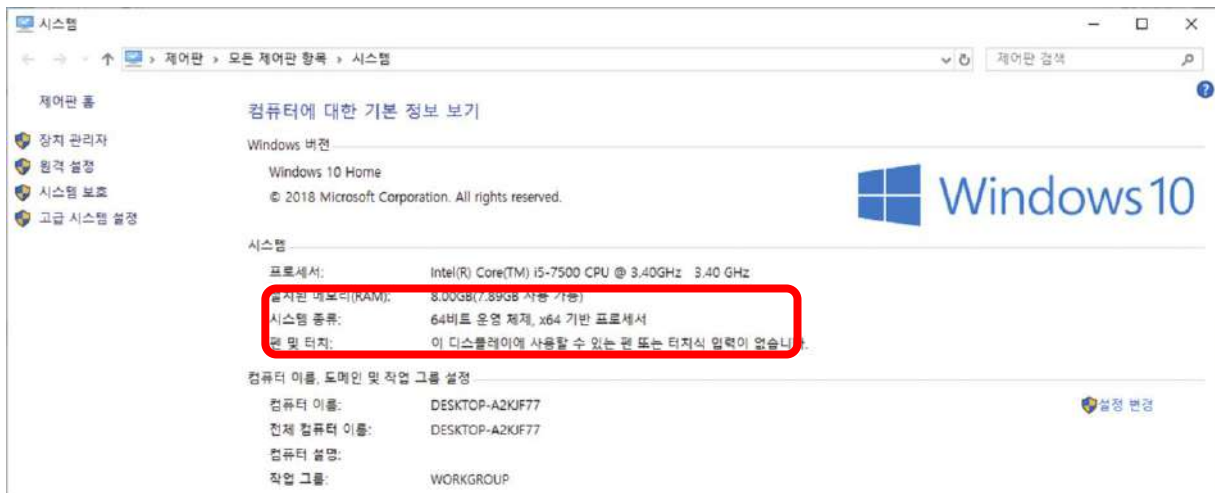 시스템
제어판 > 모든 제어판 항목 > 시스템
제어판 검색
제어판 홈
장치 관리자
원격 설정
시스템 보호
고급 시스템 설정
컴퓨터에 대한 기본 정보 보기
Windows 버전
Windows 10 Home
© 2018 Microsoft Corporation. All rights reserved.
Windows 10
시스템
프로세서: Intel(R) Core(TM) i5-7500 CPU @ 3.40GHz 3.40 GHz
설치된 메모리(RAM): 8.00GB(7.89GB 사용 가능)
시스템 종류: 64비트 운영 체제, x64 기반 프로세서
펜 및 터치: 이 디스플레이에 사용할 수 있는 펜 또는 터치식 입력이 없습니다.
컴퓨터 이름, 도메인 및 작업 그룹 설정
컴퓨터 이름: DESKTOP-A2KJF77
설정 변경
전체 컴퓨터 이름: DESKTOP-A2KJF77
컴퓨터 설명:
작업 그룹: WORKGROUP